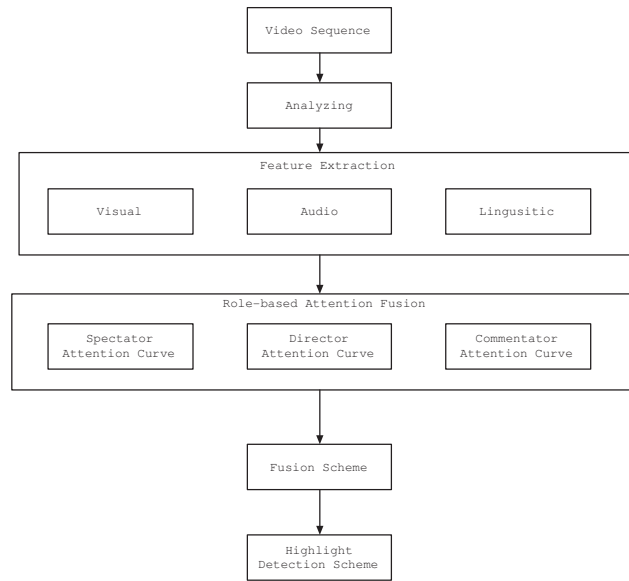 Video Sequence
Analyzing
Feature Extraction
Visual
Audio
Lingusitic
Role-based Attention Fusion
Spectator
Attention Curve
Director
Attention Curve
Commentator
Attention Curve
Fusion Scheme
Highlight
Detection Scheme